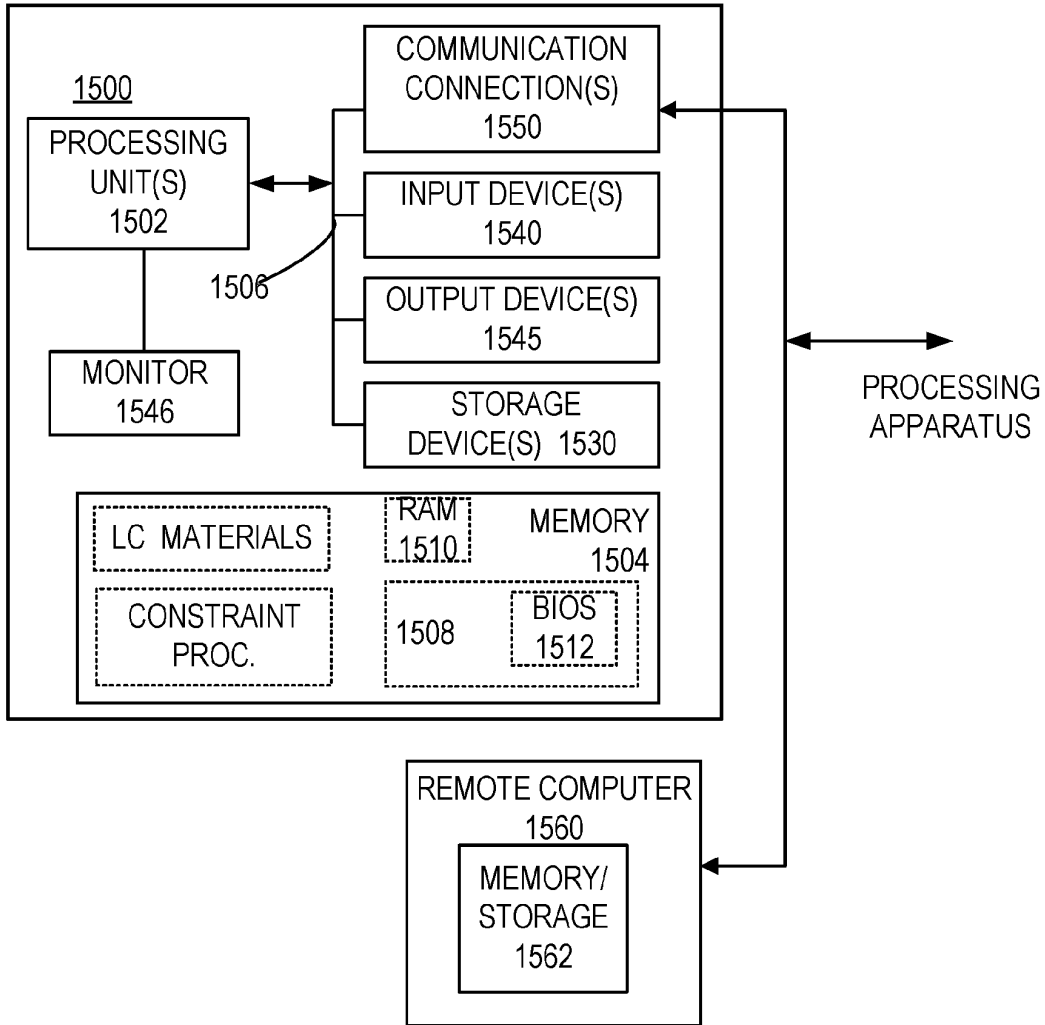 1500
PROCESSING
UNIT(S)
1502
1506
MONITOR
1546
COMMUNICATION
CONNECTION(S)
1550
INPUT DEVICE(S)
1540
OUTPUT DEVICE(S)
1545
STORAGE
DEVICE(S) 1530
PROCESSING
APPARATUS
LC MATERIALS
CONSTRAINT
PROC.
RAM
1510
MEMORY
1504
1508
BIOS
1512
REMOTE COMPUTER
1560
MEMORY/
STORAGE
1562